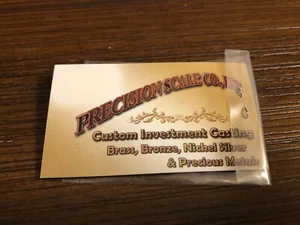 PRECISION SCALE CO.,
Custom Investment Casting
Brass, Bronze, Nickel Silver
& Precious Metals